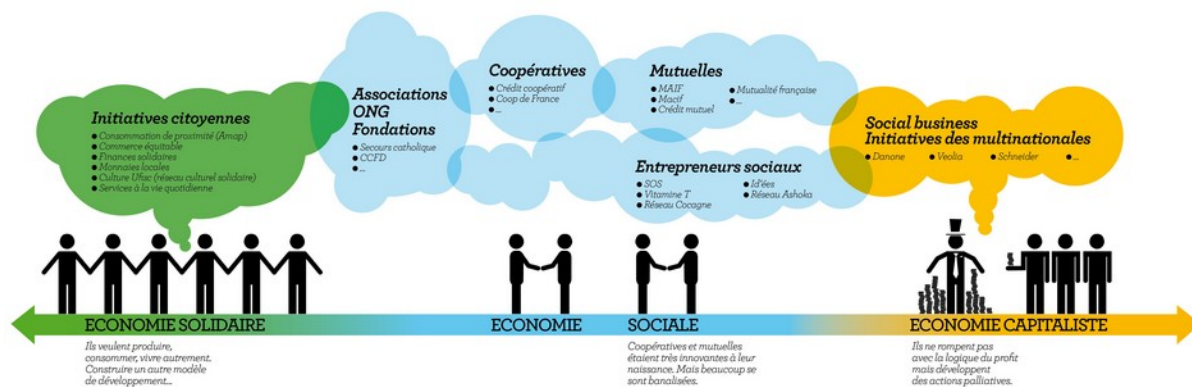 Initiatives citoyennes
● Consommation de proximité (Amap)
● Commerce équitable
● Finances solidaires
● Monnaies locales
● Culture Ufisc (réseau culturel solidaire)
● Services à la vie quotidienne
Associations
ONG
Fondations
● Secours catholique
● CCFD
● ...
Coopératives
● Crédit coopératif
● Coop de France
● ...
Mutuelles
● MAIF
● Macif
● Crédit mutuel
● Mutualité française
● ...
Entrepreneurs sociaux
● SOS
● Vitamine T
● Réseau Cocagne
● Id'ées
● Réseau Ashoka
Social business
Initiatives des multinationales
● Danone ● Veolia ● Schneider ● ...
ECONOMIE SOLIDAIRE
Ils veulent produire,
consommer, vivre autrement.
Construire un autre modèle
de développement...
ECONOMIE SOCIALE
Coopératives et mutuelles
étaient très innovantes à leur
naissance. Mais beaucoup se
sont banalisées.
ECONOMIE CAPITALISTE
Ils ne rompent pas
avec la logique du profit
mais développent
des actions palliatives.